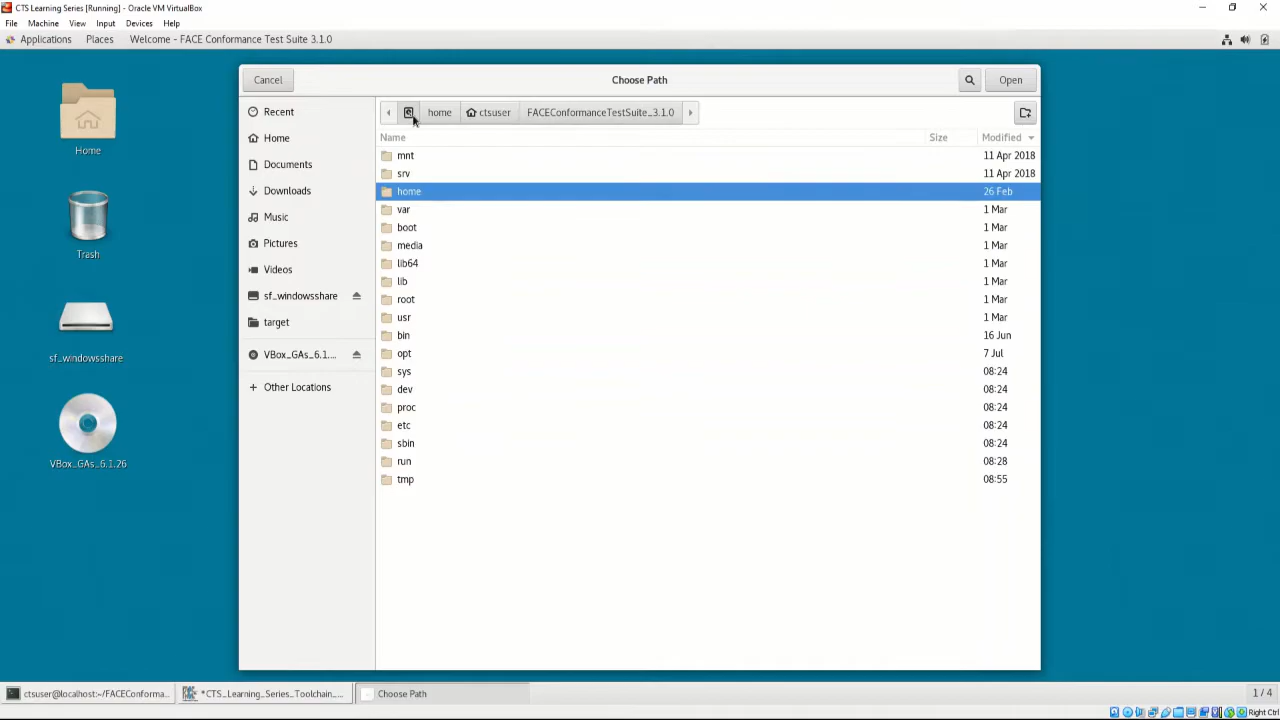 CTS Learning Series [Running] - Oracle VM VirtualBox
File Machine View Input Devices Help
Applications Places Welcome - FACE Conformance Test Suite 3.1.0
Cancel Choose Path Open
home ctsuser FACEConformanceTestSuite_3.1.0
Name Size Modified
Recent
Home
Documents
Downloads
Music
Pictures
Videos
sf_windowsshare
target
VBox_GAs_6.1....
Other Locations
mnt 11 Apr 2018
srv 11 Apr 2018
home 26 Feb
var 1 Mar
boot 1 Mar
media 1 Mar
lib64 1 Mar
lib 1 Mar
root 1 Mar
usr 1 Mar
bin 16 Jun
opt 7 Jul
sys 08:24
dev 08:24
proc 08:24
etc 08:24
sbin 08:24
run 08:28
tmp 08:55
Home
Trash
sf_windowsshare
VBox_GAs_6.1.26
ctsuser@localhost:~/FACEConforma... *CTS_Learning_Series_Toolchain_... Choose Path 1 / 4
Right Ctrl